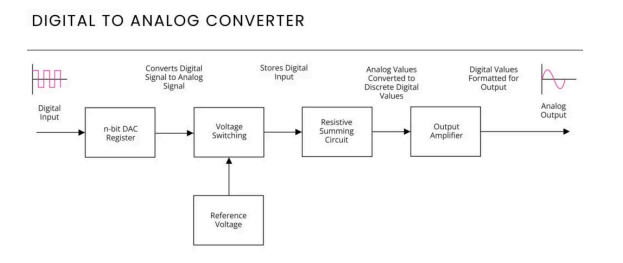 DIGITAL TO ANALOG CONVERTER
Converts Digital
Signal to Analog
Signal
Stores Digital
Input
Analog Values
Converted to
Discrete Digital
Values
Digital Values
Formatted for
Output
Digital
Input
n-bit DAC
Register
Voltage
Switching
Resistive
Summing
Circuit
Output
Amplifier
Analog
Output
Reference
Voltage